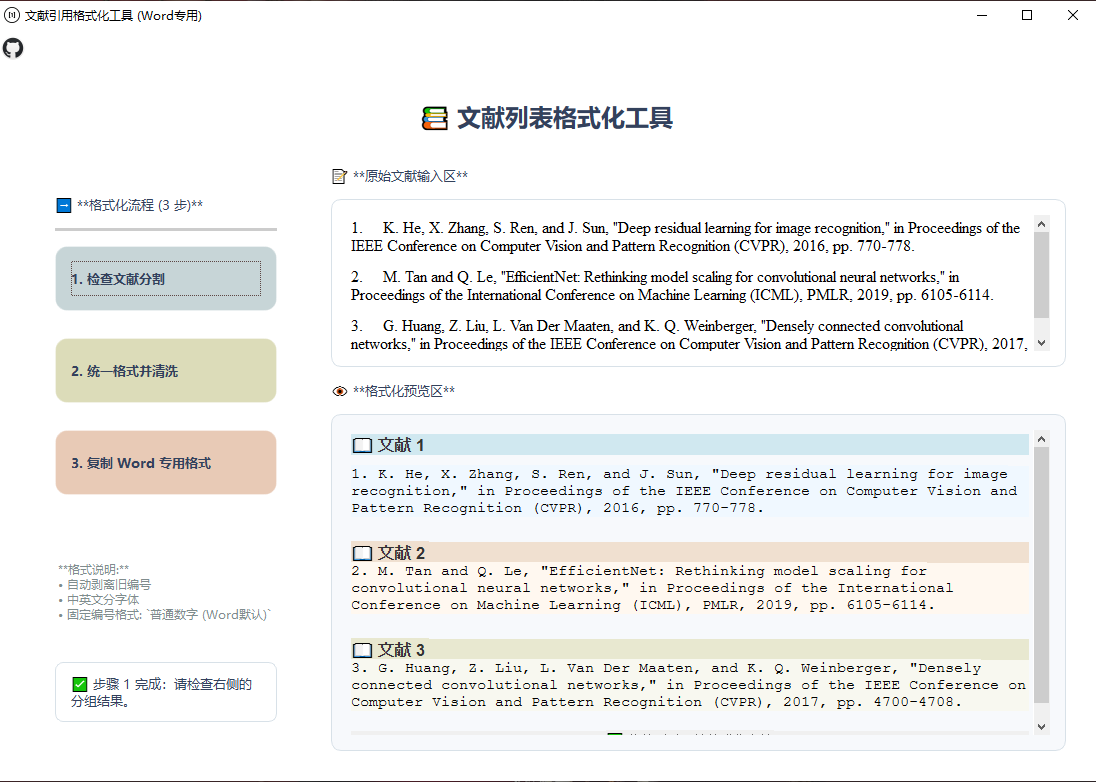 文献引用格式化工具 (Word专用)
📚 文献列表格式化工具
➡ **格式化流程 (3 步)**
1. 检查文献分割
2. 统一格式并清洗
3. 复制 Word 专用格式
**格式说明:**
• 自动剥离旧编号
• 中英文分字体
• 固定编号格式: `普通数字 (Word默认)`
✅ 步骤 1 完成：请检查右侧的
分组结果。
📝 **原始文献输入区**
1. K. He, X. Zhang, S. Ren, and J. Sun, "Deep residual learning for image recognition," in Proceedings of the
IEEE Conference on Computer Vision and Pattern Recognition (CVPR), 2016, pp. 770-778.
2. M. Tan and Q. Le, "EfficientNet: Rethinking model scaling for convolutional neural networks," in
Proceedings of the International Conference on Machine Learning (ICML), PMLR, 2019, pp. 6105-6114.
3. G. Huang, Z. Liu, L. Van Der Maaten, and K. Q. Weinberger, "Densely connected convolutional
networks," in Proceedings of the IEEE Conference on Computer Vision and Pattern Recognition (CVPR), 2017,
👁 **格式化预览区**
📖 文献 1
1. K. He, X. Zhang, S. Ren, and J. Sun, "Deep residual learning for image
recognition," in Proceedings of the IEEE Conference on Computer Vision and
Pattern Recognition (CVPR), 2016, pp. 770-778.
📖 文献 2
2. M. Tan and Q. Le, "EfficientNet: Rethinking model scaling for
convolutional neural networks," in Proceedings of the International
Conference on Machine Learning (ICML), PMLR, 2019, pp. 6105-6114.
📖 文献 3
3. G. Huang, Z. Liu, L. Van Der Maaten, and K. Q. Weinberger, "Densely
connected convolutional networks," in Proceedings of the IEEE Conference on
Computer Vision and Pattern Recognition (CVPR), 2017, pp. 4700-4708.